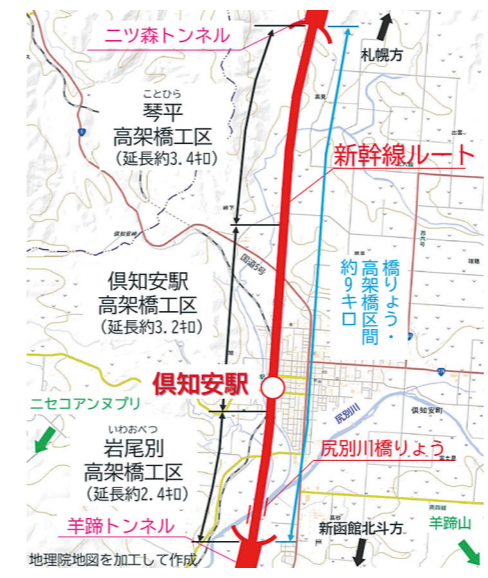 二ツ森トンネル
札幌方
ことひら
琴平
高架橋工区
(延長約3.4㌔)
新幹線ルート
国道5号
橋りょう・
高架橋区間
約9キロ
倶知安駅
高架橋工区
(延長約3.2㌔)
倶知安駅
ニセコアンヌプリ
尻別川
倶知安町
いわおべつ
岩尾別
高架橋工区
(延長約2.4㌔)
尻別川橋りょう
羊蹄トンネル
新函館北斗方
羊蹄山
地理院地図を加工して作成